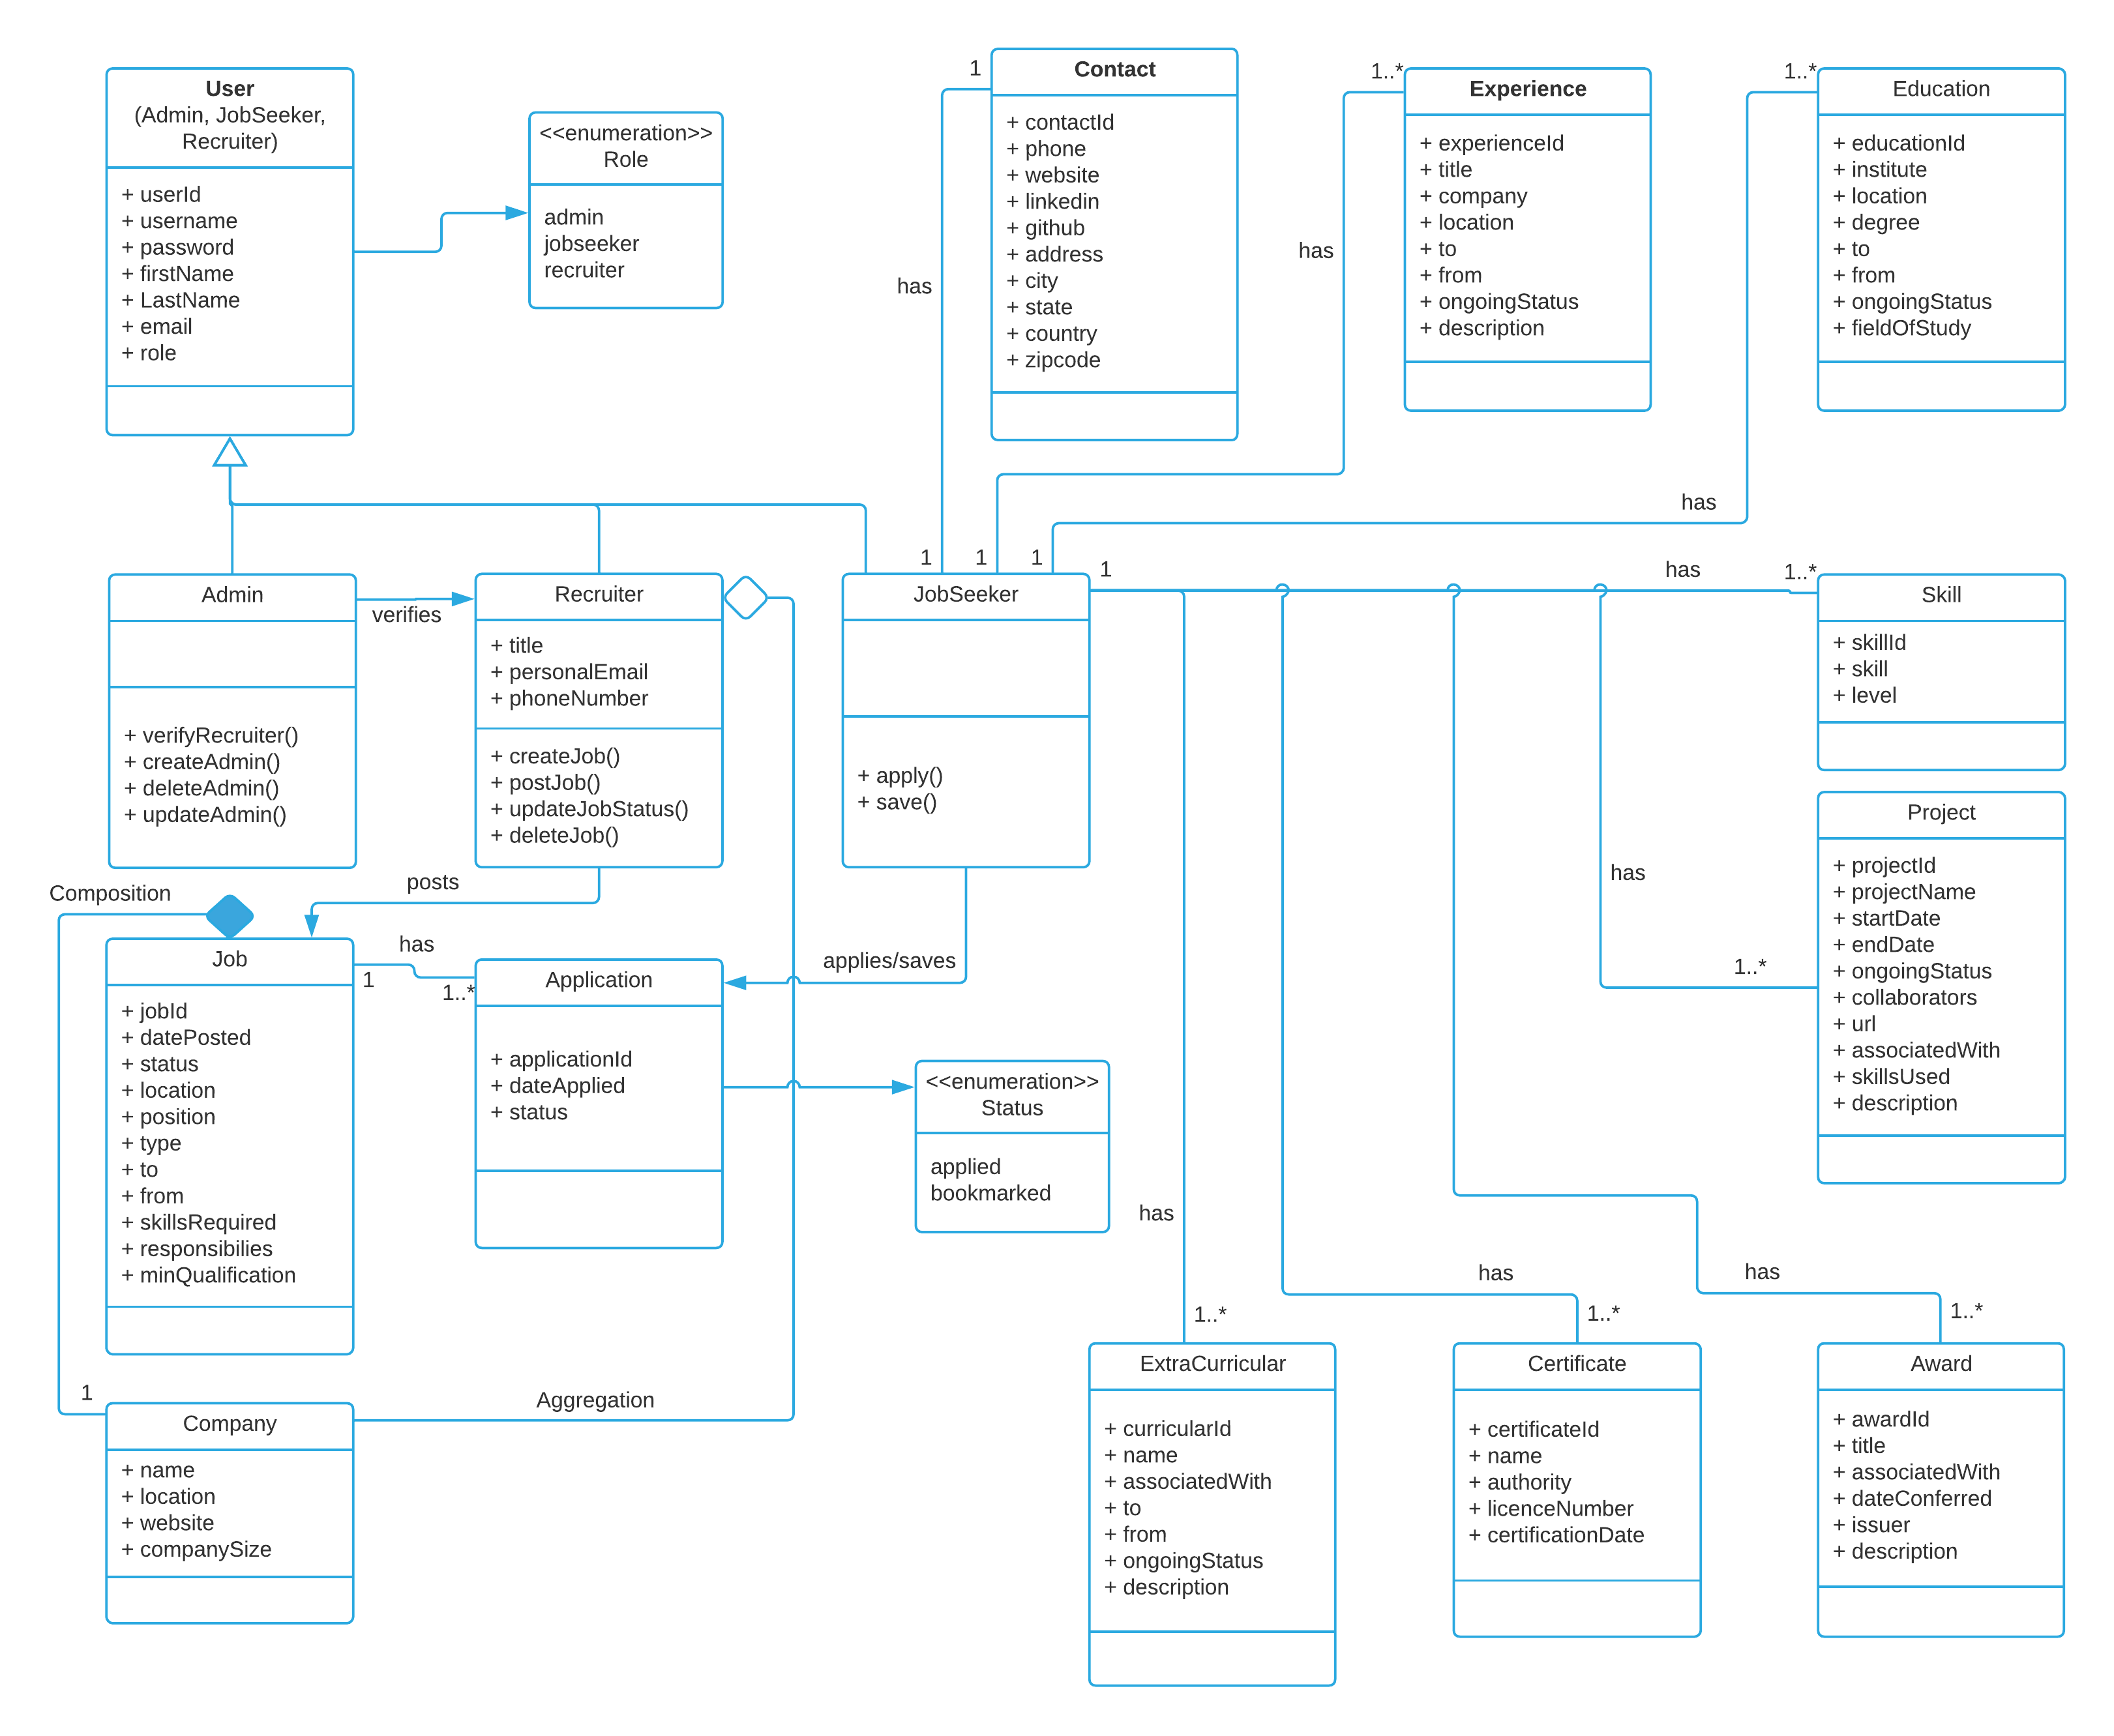 User
(Admin, JobSeeker,
Recruiter)
+ userId
+ username
+ password
+ firstName
+ LastName
+ email
+ role
<<enumeration>>
Role
admin
jobseeker
recruiter
1
Contact
+ contactId
+ phone
+ website
+ linkedin
+ github
+ address
+ city
+ state
+ country
+ zipcode
has
1..*
Experience
+ experienceId
+ title
+ company
+ location
+ to
+ from
+ ongoingStatus
+ description
has
1..*
Education
+ educationId
+ institute
+ location
+ degree
+ to
+ from
+ ongoingStatus
+ fieldOfStudy
has
Admin
+ verifyRecruiter()
+ createAdmin()
+ deleteAdmin()
+ updateAdmin()
verifies
Recruiter
+ title
+ personalEmail
+ phoneNumber
+ createJob()
+ postJob()
+ updateJobStatus()
+ deleteJob()
1
1
1
1
JobSeeker
+ apply()
+ save()
has
1..*
Skill
+ skillId
+ skill
+ level
Project
+ projectId
+ projectName
+ startDate
+ endDate
+ ongoingStatus
+ collaborators
+ url
+ associatedWith
+ skillsUsed
+ description
has
1..*
Composition
posts
Job
+ jobId
+ datePosted
+ status
+ location
+ position
+ type
+ to
+ from
+ skillsRequired
+ responsibilies
+ minQualification
has
1
1..*
Application
+ applicationId
+ dateApplied
+ status
applies/saves
<<enumeration>>
Status
applied
bookmarked
1
Company
+ name
+ location
+ website
+ companySize
Aggregation
has
1..*
ExtraCurricular
+ curricularId
+ name
+ associatedWith
+ to
+ from
+ ongoingStatus
+ description
has
1..*
Certificate
+ certificateId
+ name
+ authority
+ licenceNumber
+ certificationDate
has
1..*
Award
+ awardId
+ title
+ associatedWith
+ dateConferred
+ issuer
+ description